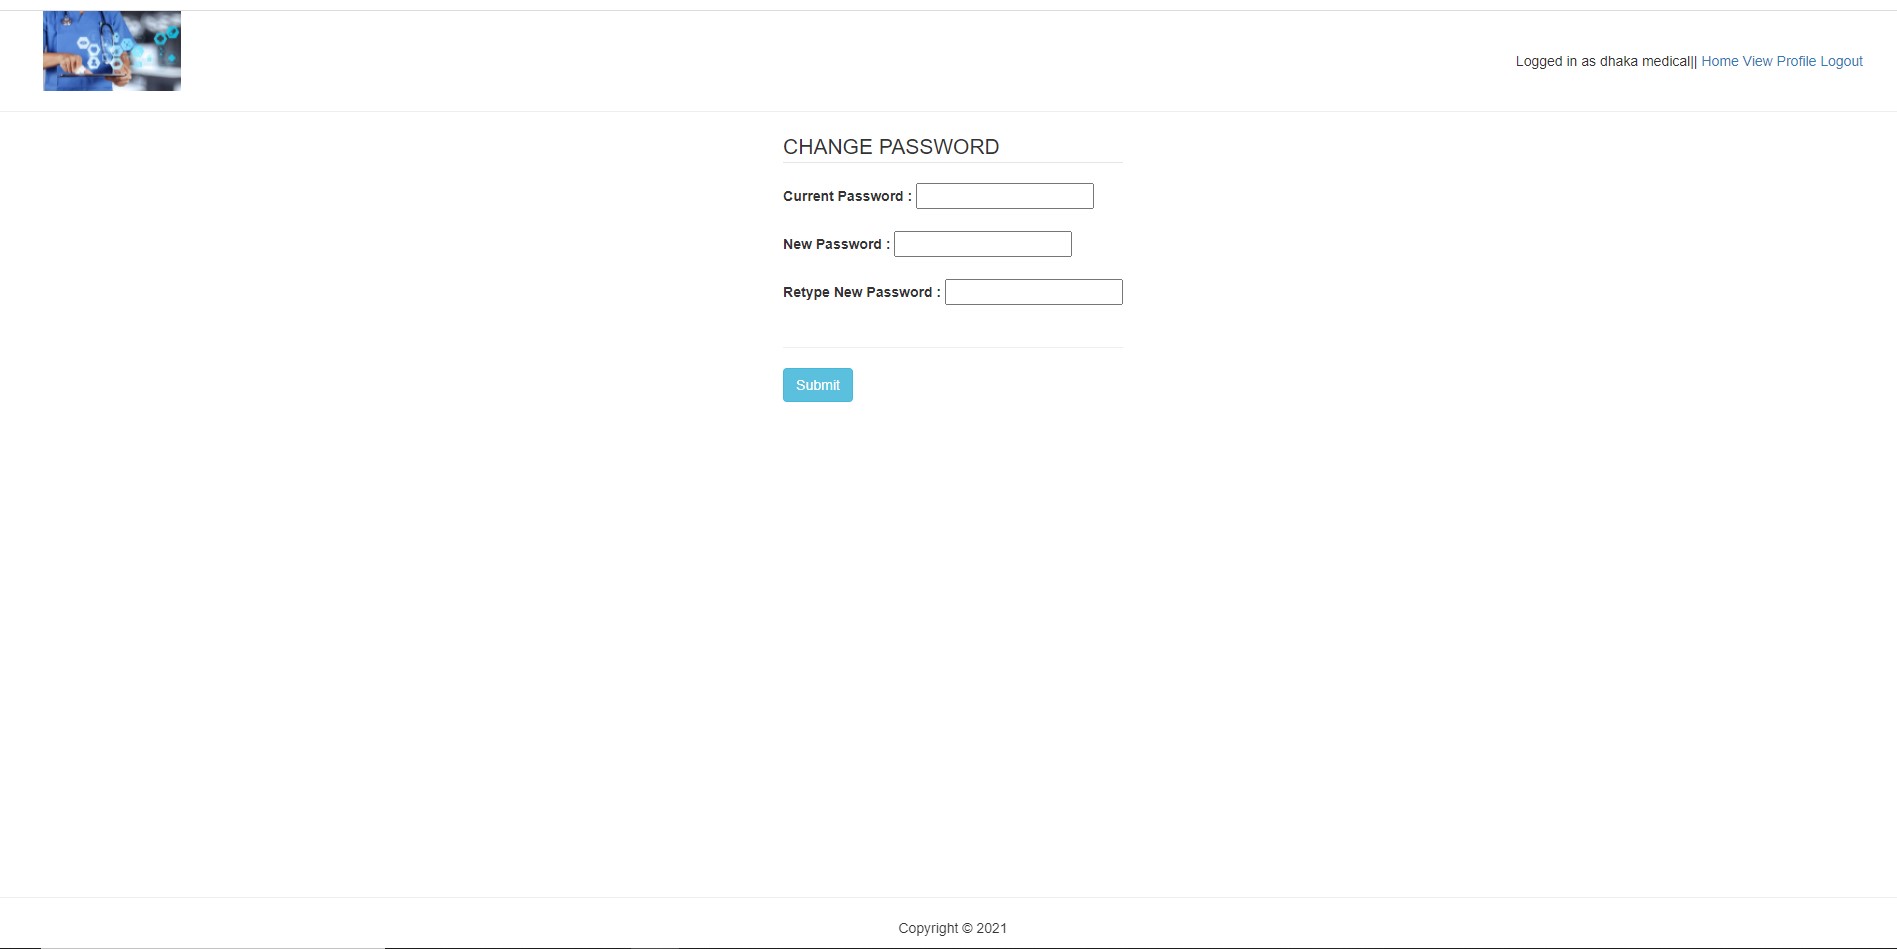 Logged in as dhaka medical|| Home View Profile Logout
CHANGE PASSWORD
Current Password :
New Password :
Retype New Password :
Submit
Copyright © 2021